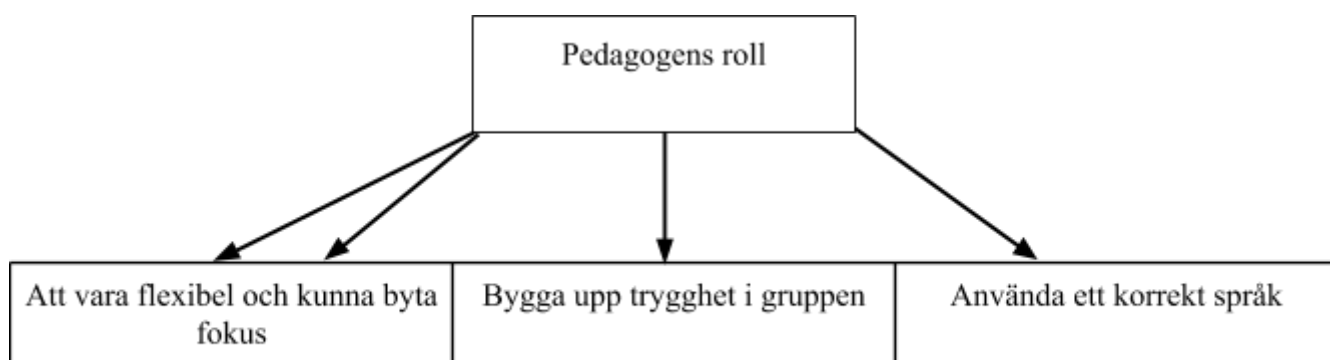 Pedagogens roll
Att vara flexibel och kunna byta
fokus
Bygga upp trygghet i gruppen
Använda ett korrekt språk